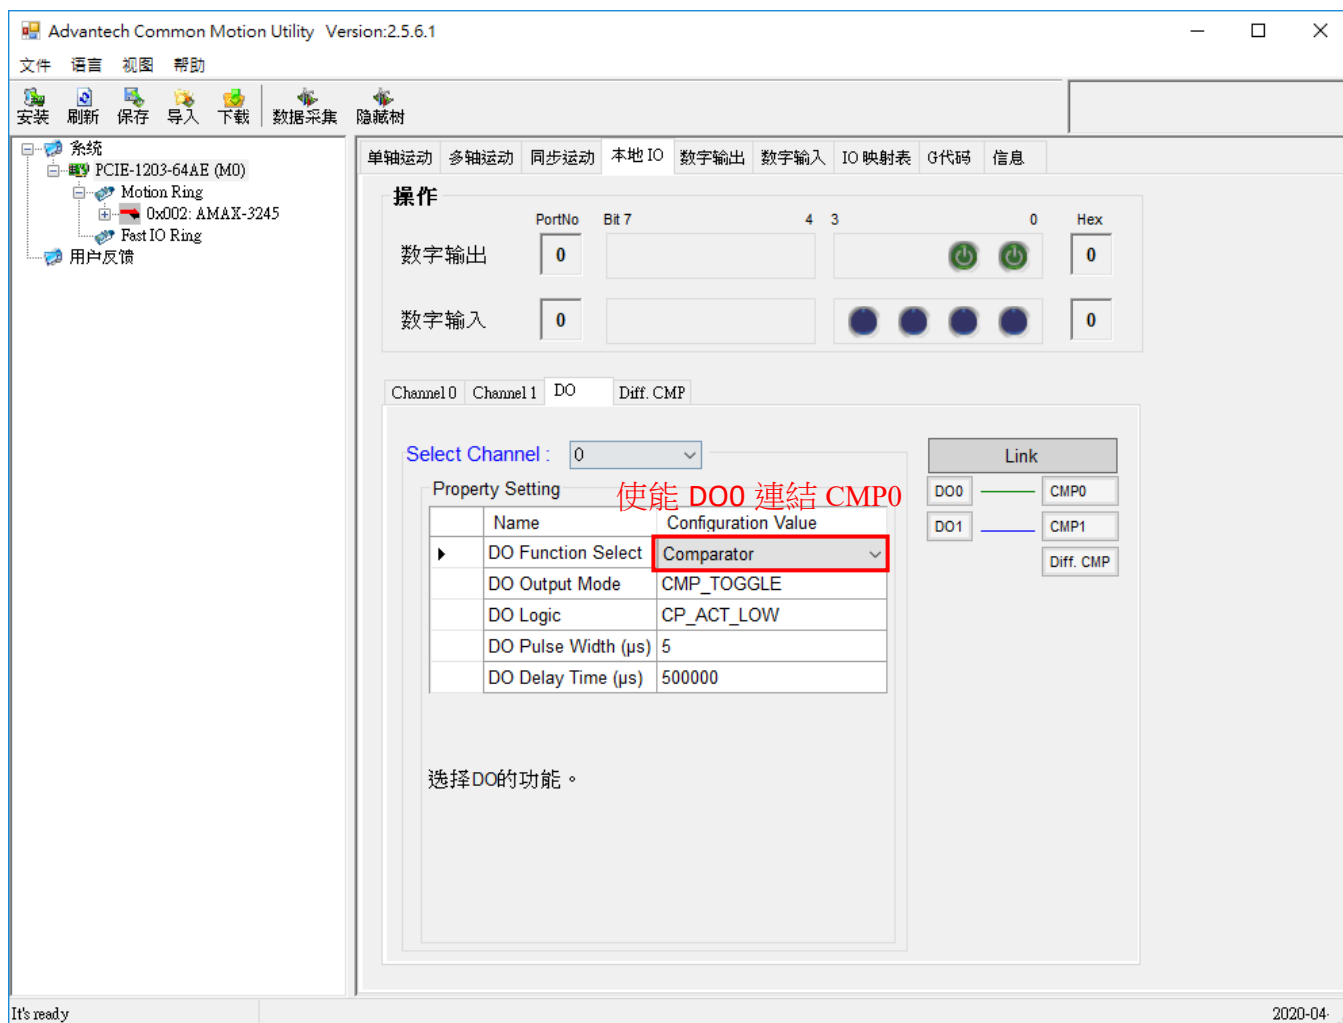 Advantech Common Motion Utility Version:2.5.6.1
文件 语言 视图 帮助
安装 刷新 保存 导入 下载 数据采集 隐藏树
系统
PCIE-1203-64AE (M0)
Motion Ring
0x002: AMAX-3245
Fast IO Ring
用户反馈
单轴运动 多轴运动 同步运动 本地IO 数字输出 数字输入 IO 映射表 G代码 信息
操作
PortNo Bit 7 4 3 0 Hex
数字输出 0 0
数字输入 0 0
Channel 0 Channel 1 DO Diff. CMP
Select Channel : 0
Property Setting
使能 DO0 連結 CMP0
Name Configuration Value
DO Function Select Comparator
DO Output Mode CMP_TOGGLE
DO Logic CP_ACT_LOW
DO Pulse Width (μs) 5
DO Delay Time (μs) 500000
选择DO的功能。
Link
DO0 CMP0
DO1 CMP1
Diff. CMP
It's ready 2020-04-